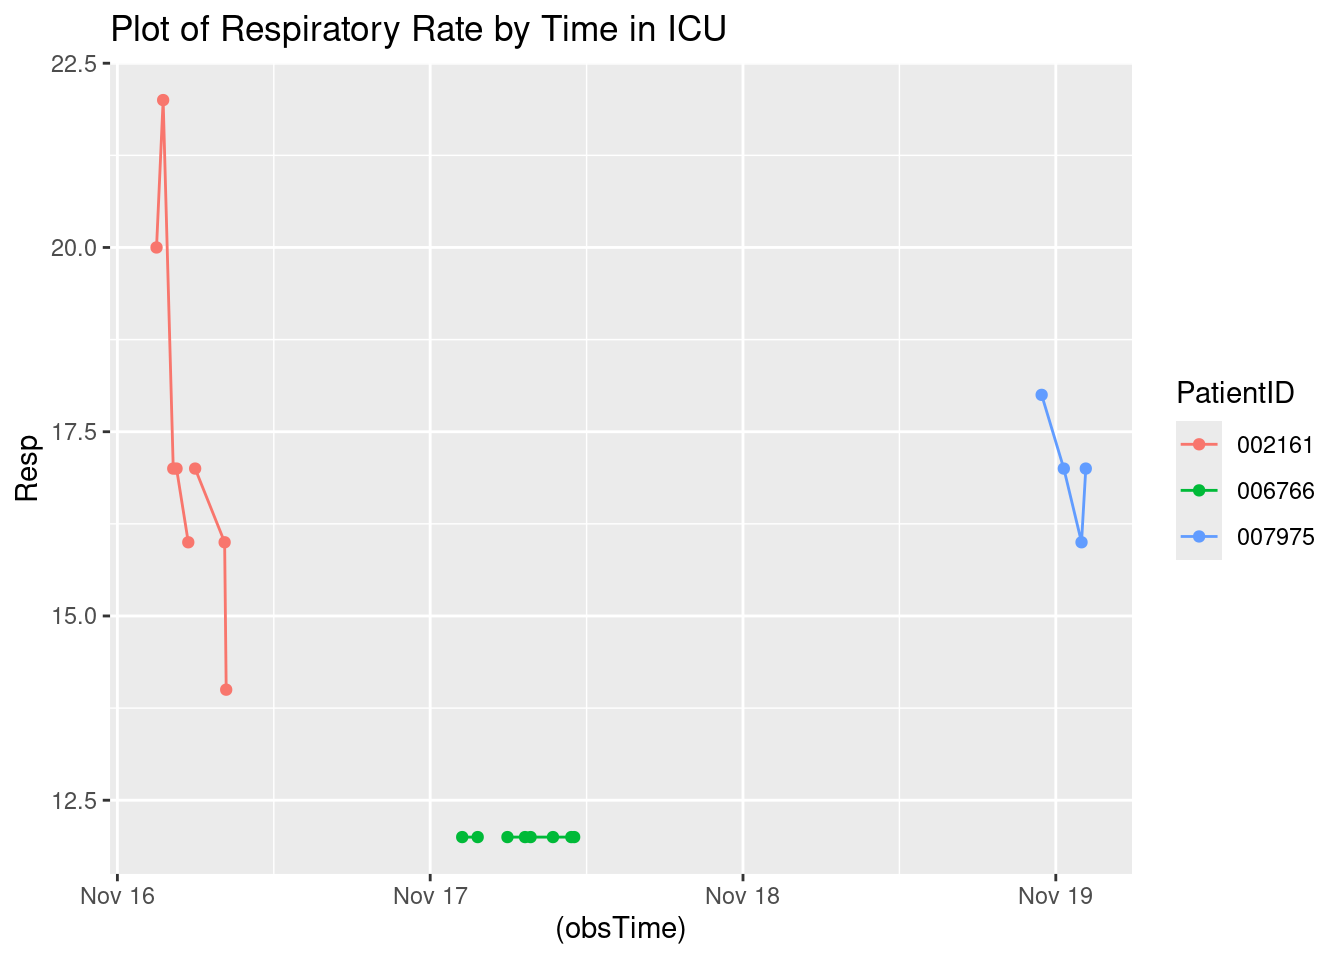 Plot of Respiratory Rate by Time in ICU
22.5
20.0
17.5
15.0
12.5
Resp
Nov 16
Nov 17
Nov 18
Nov 19
(obsTime)
PatientID
002161
006766
007975